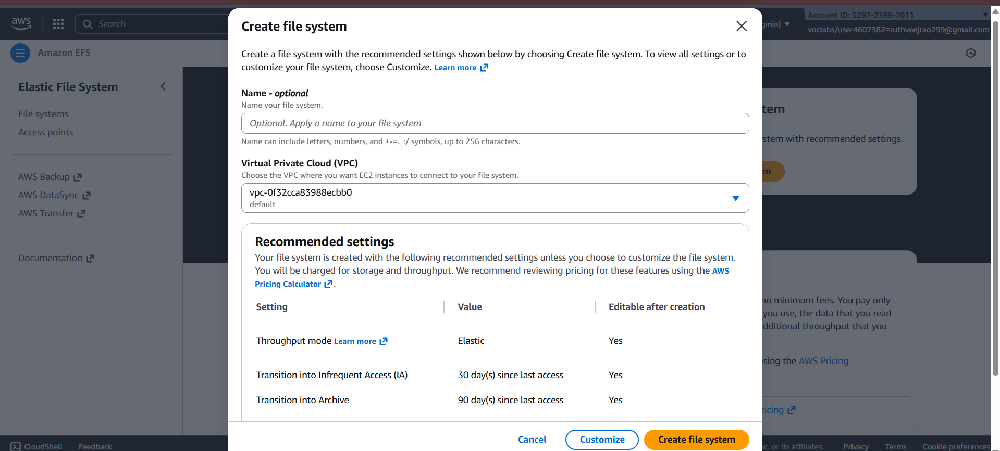 aws
Search
ginia)
Account ID: 5297-2399-7011
voclabs/user4607382=ruthveejrao299@gmail.com
Amazon EFS
Elastic File System
File systems
Access points
AWS Backup
AWS DataSync
AWS Transfer
Documentation
Create file system
Create a file system with the recommended settings shown below by choosing Create file system. To view all settings or to
customize your file system, choose Customize. Learn more
Name - optional
Name your file system.
Optional. Apply a name to your file system
Name can include letters, numbers, and +-=._:/ symbols, up to 256 characters.
Virtual Private Cloud (VPC)
Choose the VPC where you want EC2 instances to connect to your file system.
vpc-0f32cca83988ecbb0
default
Recommended settings
Your file system is created with the following recommended settings unless you choose to customize the file system.
You will be charged for storage and throughput. We recommend reviewing pricing for these features using the AWS
Pricing Calculator .
Setting Value Editable after creation
Throughput mode Learn more Elastic Yes
Transition into Infrequent Access (IA) 30 day(s) since last access Yes
Transition into Archive 90 day(s) since last access Yes
Cancel Customize Create file system
tem
stem with recommended settings.
m
no minimum fees. You pay only
you use, the data that you read
dditional throughput that you
sing the AWS Pricing
ricing
CloudShell Feedback
nc. or its affiliates. Privacy Terms Cookie preferences